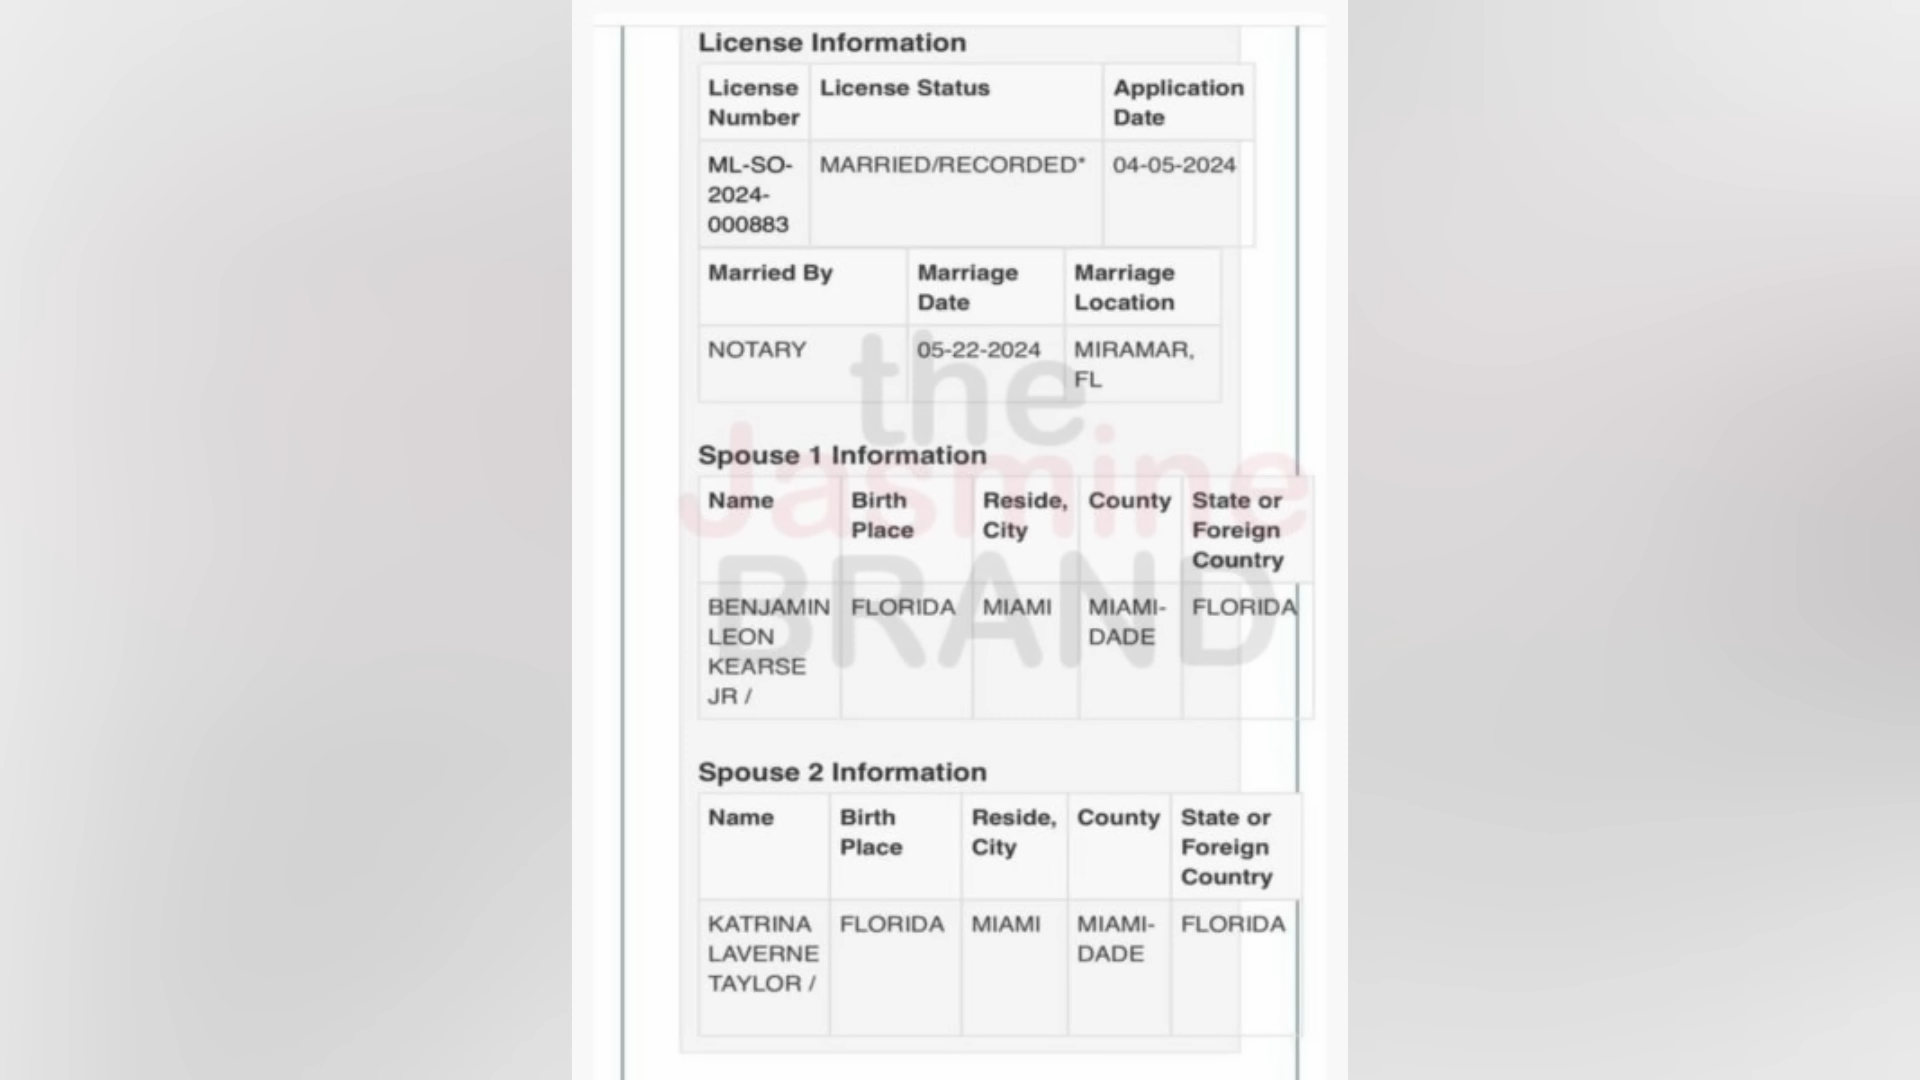 License Information
License Number
License Status
Application Date
ML-SO-2024-000883
MARRIED/RECORDED*
04-05-2024
Married By
Marriage Date
Marriage Location
NOTARY
05-22-2024
MIRAMAR, FL
the
Jasmine
BRAND
Spouse 1 Information
Name
Birth Place
Reside, City
County
State or Foreign Country
BENJAMIN LEON KEARSE JR /
FLORIDA
MIAMI
MIAMI-DADE
FLORIDA
Spouse 2 Information
Name
Birth Place
Reside, City
County
State or Foreign Country
KATRINA LAVERNE TAYLOR /
FLORIDA
MIAMI
MIAMI-DADE
FLORIDA